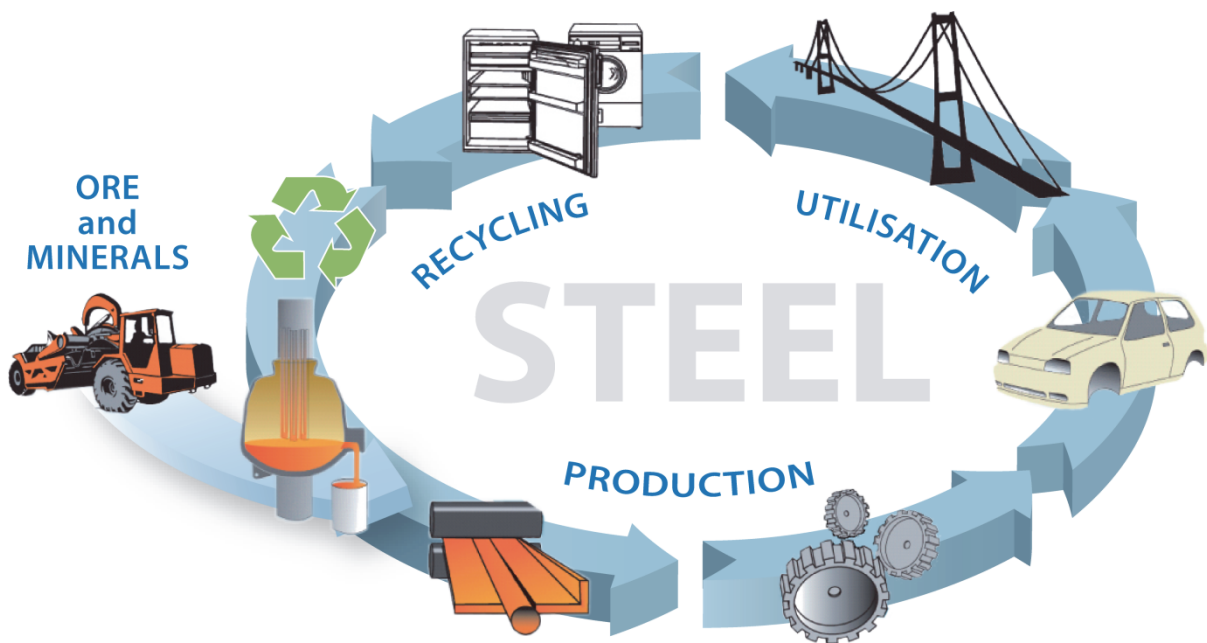 ORE
and
MINERALS
RECYCLING
UTILISATION
STEEL
PRODUCTION